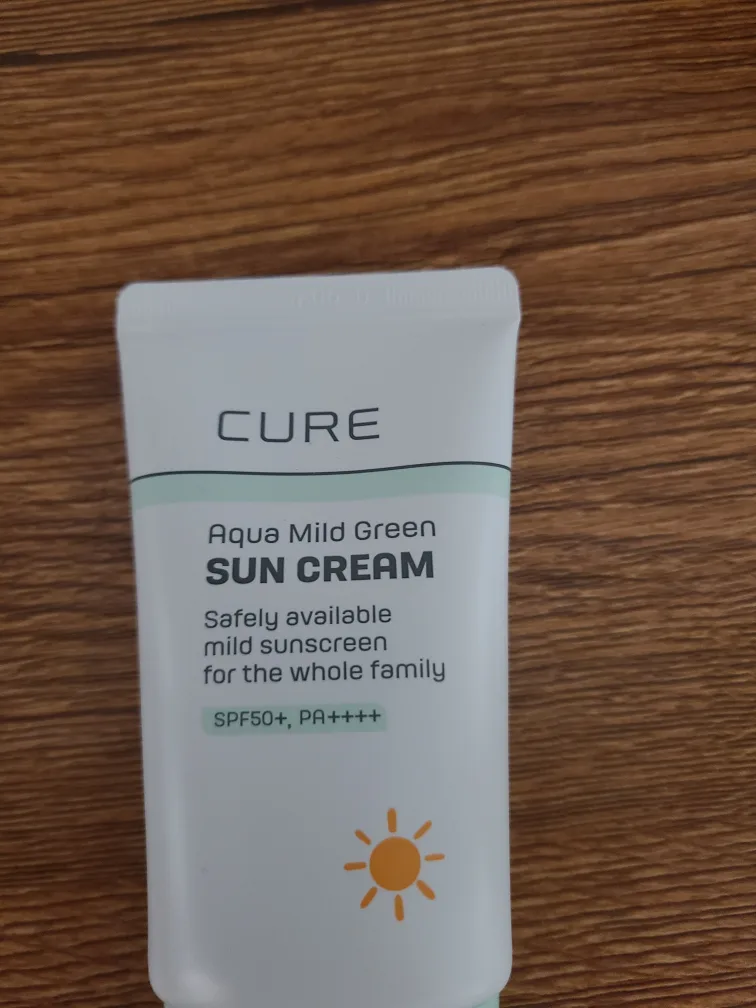 CURE
Aqua Mild Green
SUN CREAM
Safely available
mild sunscreen
for the whole family
SPF50+, PA++++